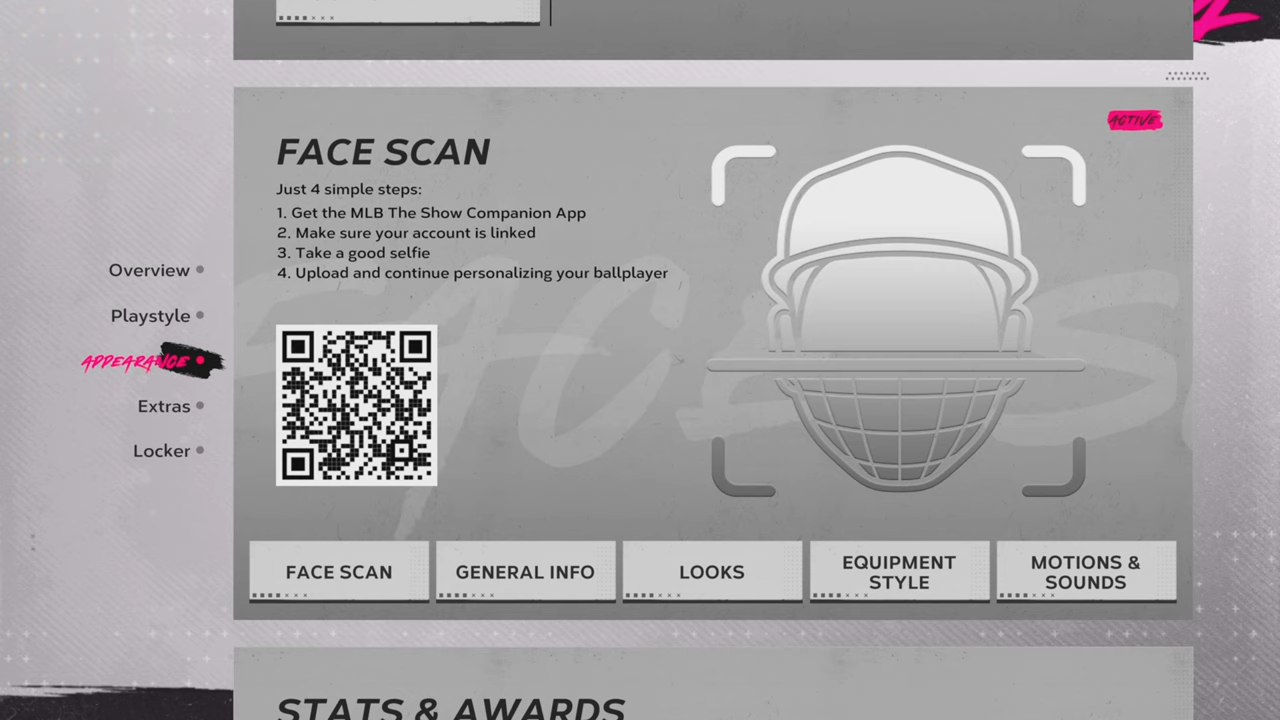 FACE SCAN
ACTIVE
Just 4 simple steps:
1. Get the MLB The Show Companion App
2. Make sure your account is linked
3. Take a good selfie
4. Upload and continue personalizing your ballplayer
Overview
Playstyle
APPEARANCE
Extras
Locker
FACE SCAN
GENERAL INFO
LOOKS
EQUIPMENT
STYLE
MOTIONS &
SOUNDS
STATS & AWARDS